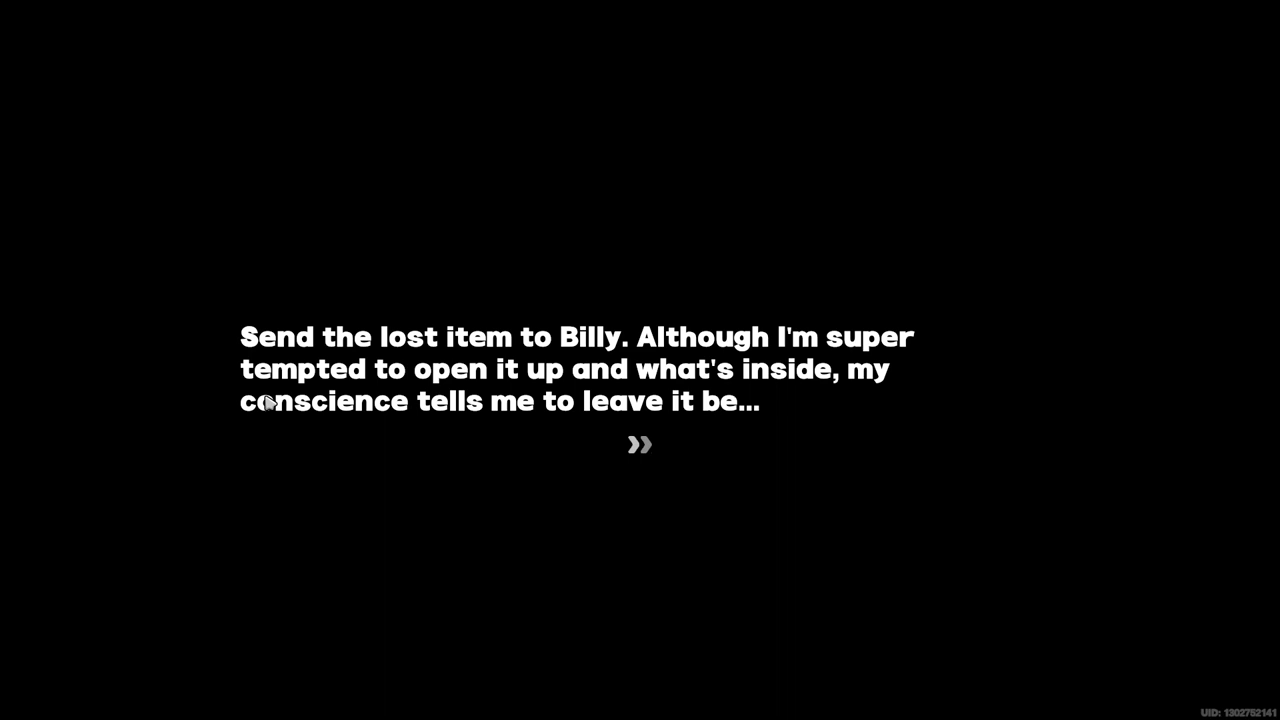 Send the lost item to Billy. Although I'm super
tempted to open it up and what's inside, my
conscience tells me to leave it be...
UID: 1302752141